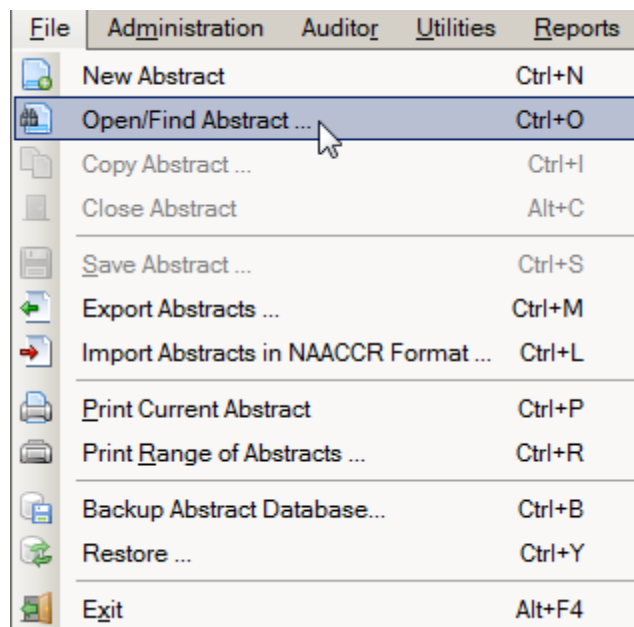 File Administration Auditor Utilities Reports
New Abstract Ctrl+N
Open/Find Abstract ... Ctrl+O
Copy Abstract ... Ctrl+I
Close Abstract Alt+C
Save Abstract ... Ctrl+S
Export Abstracts ... Ctrl+M
Import Abstracts in NAACCR Format ... Ctrl+L
Print Current Abstract Ctrl+P
Print Range of Abstracts ... Ctrl+R
Backup Abstract Database... Ctrl+B
Restore ... Ctrl+Y
Exit Alt+F4